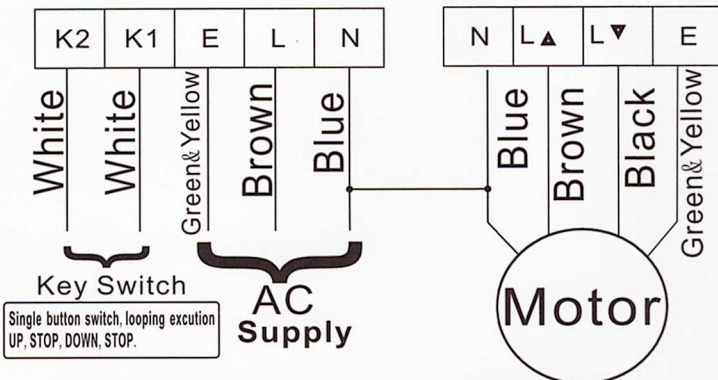 K2 K1 E L N
N L▲ L▼ E
White
White
Green&Yellow
Brown
Blue
Blue
Brown
Black
Green&Yellow
Key Switch
Single button switch, looping excution
UP, STOP, DOWN, STOP.
AC
Supply
Motor